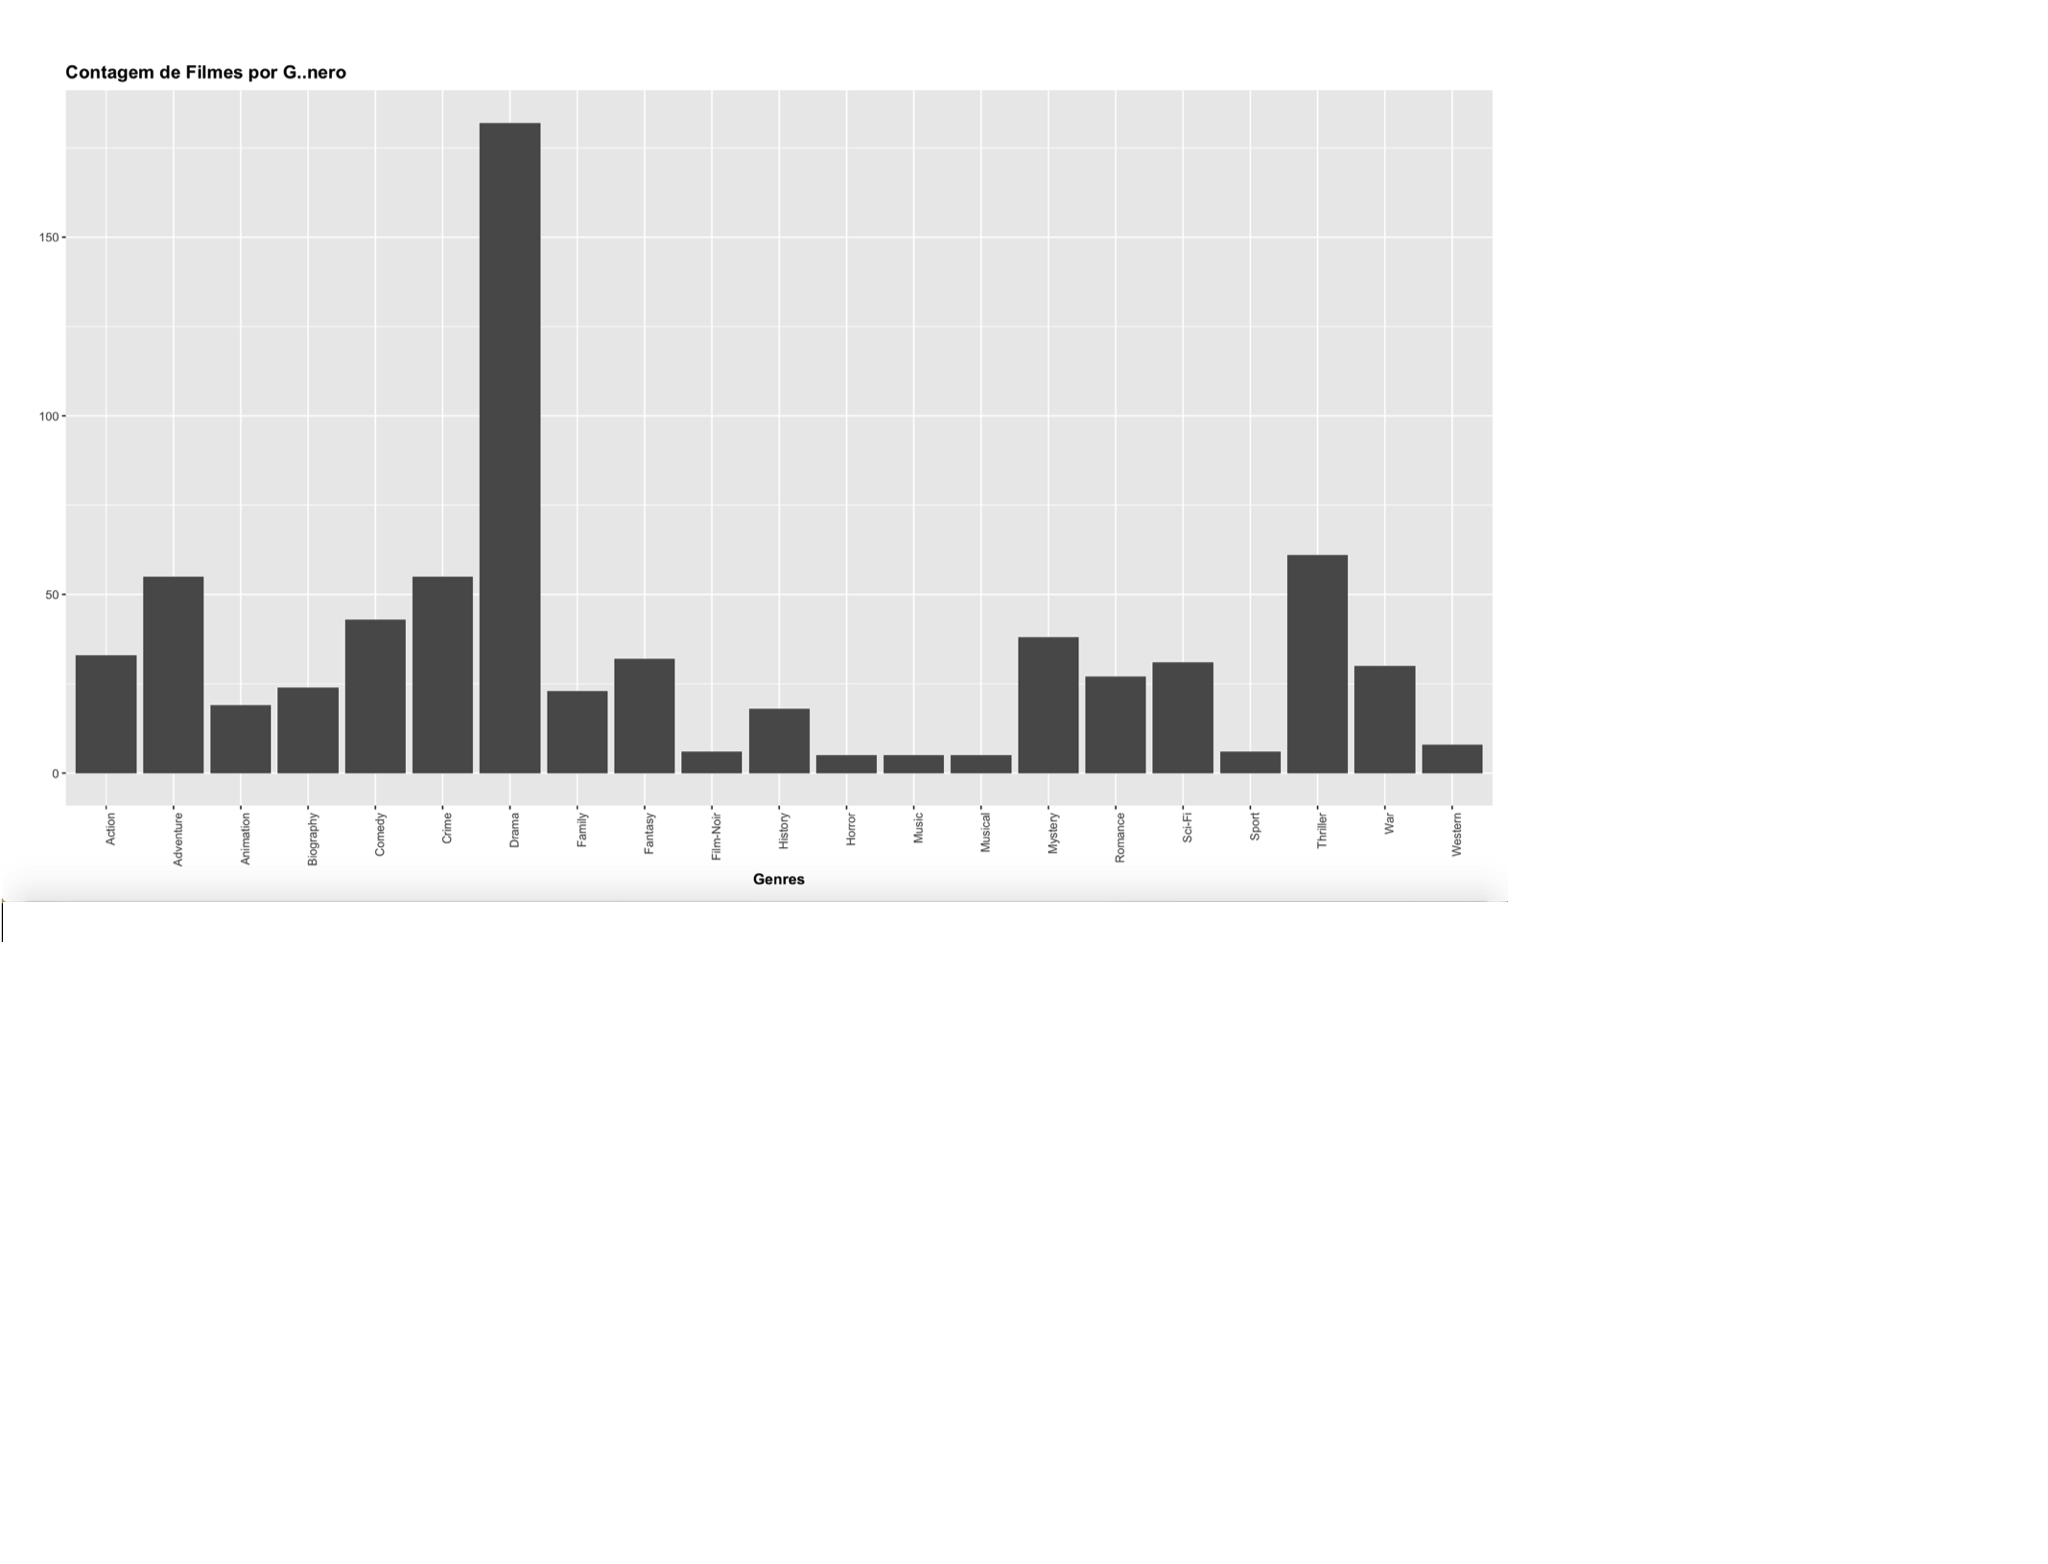 Contagem de Filmes por G..nero
150
100
50
0
Action
Adventure
Animation
Biography
Comedy
Crime
Drama
Family
Fantasy
Film-Noir
History
Horror
Music
Musical
Mystery
Romance
Sci-Fi
Sport
Thriller
War
Western
Genres